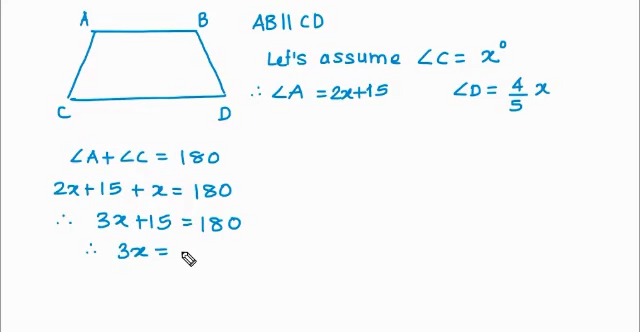 A B AB || CD
Let's assume ∠C = x°
∴ ∠A = 2x+15 ∠D = 4/5 x
C D
∠A + ∠C = 180
2x+15 + x = 180
∴ 3x+15 = 180
∴ 3x =